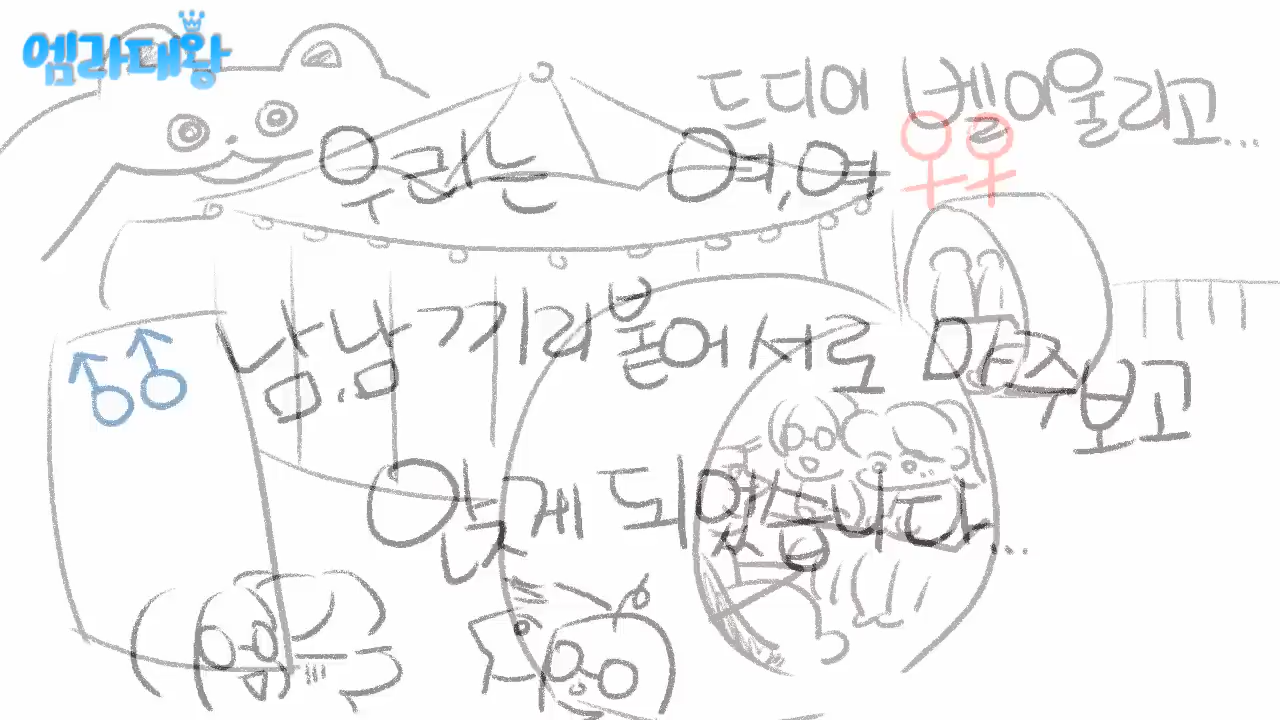 엠라대왕
드디어 벨이울리고...
우리는 여,여
남.남끼리붙어서로 마주보고
앉게 되었습니다...